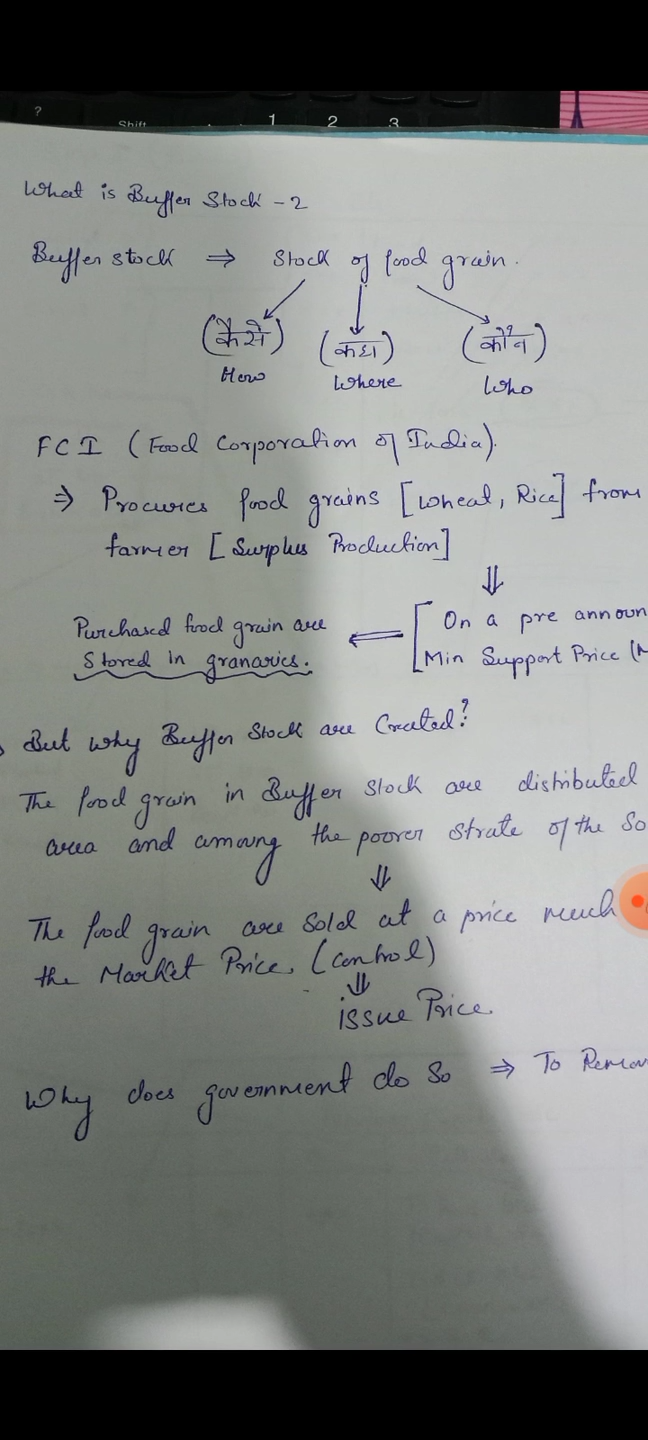 ?
Shift
1 2 3
What is Buffer Stock - 2
Buffer stock ⇒ Stock of food grain.
(कैसे) (कहा) (कौन)
How Where Who
FCI (Food Corporation of India).
⇒ Procures food grains [Wheat, Rice] from
farmer [Surplus Production]
⇓
Purchased food grain are ⇐ [On a pre announ
Stored in granaries. Min Support Price (M
But why Buffer Stock are Created?
The food grain in Buffer Stock are distributed
area and amoung the poorer strate of the So
⇓
The food grain are sold at a price much
the Market Price. (Control)
⇓
issue Price.
Why does government do so ⇒ To Remov